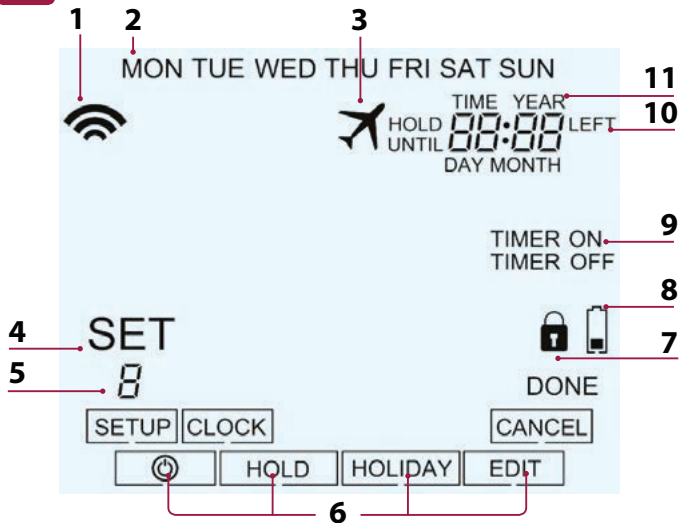 1 2 3
MON TUE WED THU FRI SAT SUN
11
TIME YEAR
HOLD 88:88 LEFT 10
UNTIL
DAY MONTH
TIMER ON 9
TIMER OFF
8
4 SET
7
5 8
DONE
SETUP CLOCK CANCEL
HOLD HOLIDAY EDIT
6